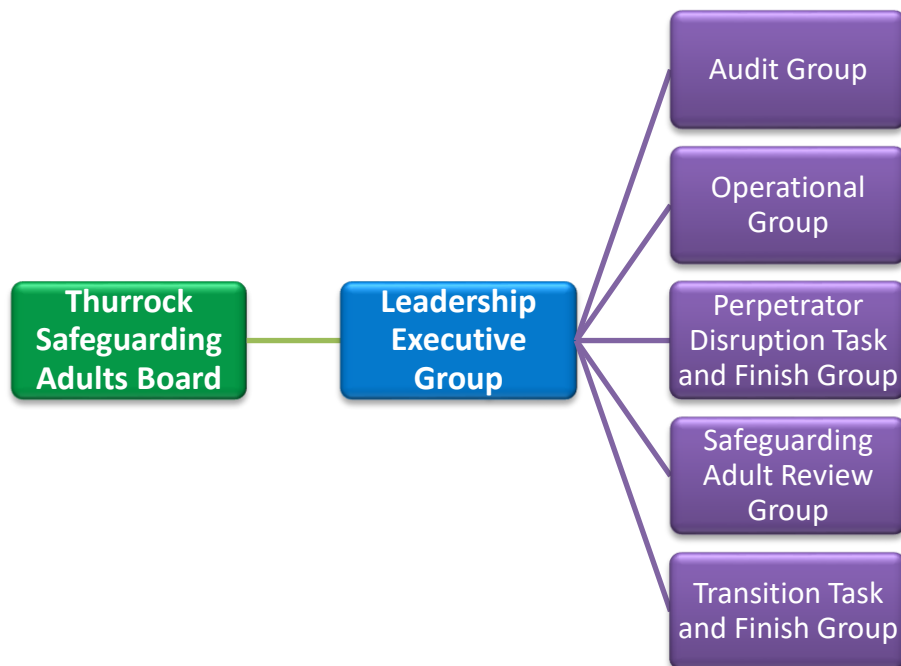 Thurrock
Safeguarding
Adults Board
Leadership
Executive
Group
Audit Group
Operational
Group
Perpetrator
Disruption Task
and Finish Group
Safeguarding
Adult Review
Group
Transition Task
and Finish Group